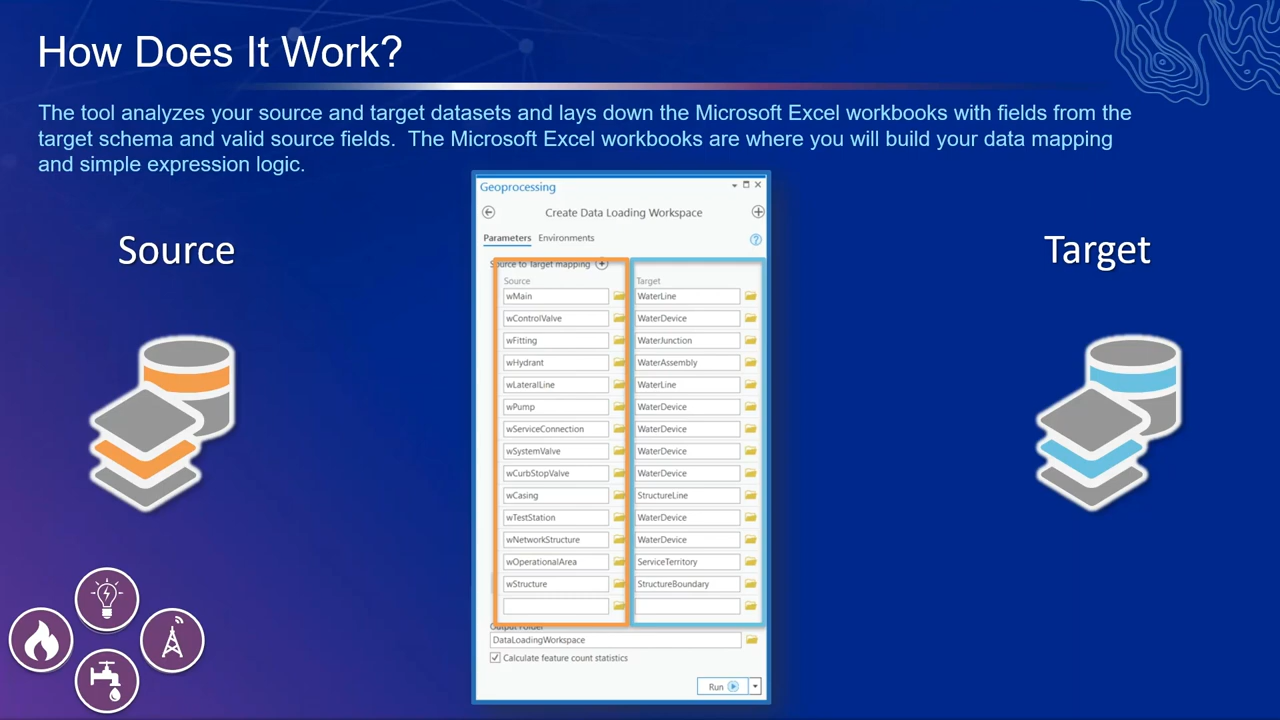 How Does It Work?
The tool analyzes your source and target datasets and lays down the Microsoft Excel workbooks with fields from the
target schema and valid source fields.  The Microsoft Excel workbooks are where you will build your data mapping
and simple expression logic.
Source
Target
Geoprocessing
Create Data Loading Workspace
Parameters Environments
Source to Target mapping
Source Target
wMain WaterLine
wControlValve WaterDevice
wFitting WaterJunction
wHydrant WaterAssembly
wLateralLine WaterLine
wPump WaterDevice
wServiceConnection WaterDevice
wSystemValve WaterDevice
wCurbStopValve WaterDevice
wCasing StructureLine
wTestStation WaterDevice
wNetworkStructure WaterDevice
wOperationalArea ServiceTerritory
wStructure StructureBoundary
Output Folder
DataLoadingWorkspace
Calculate feature count statistics
Run